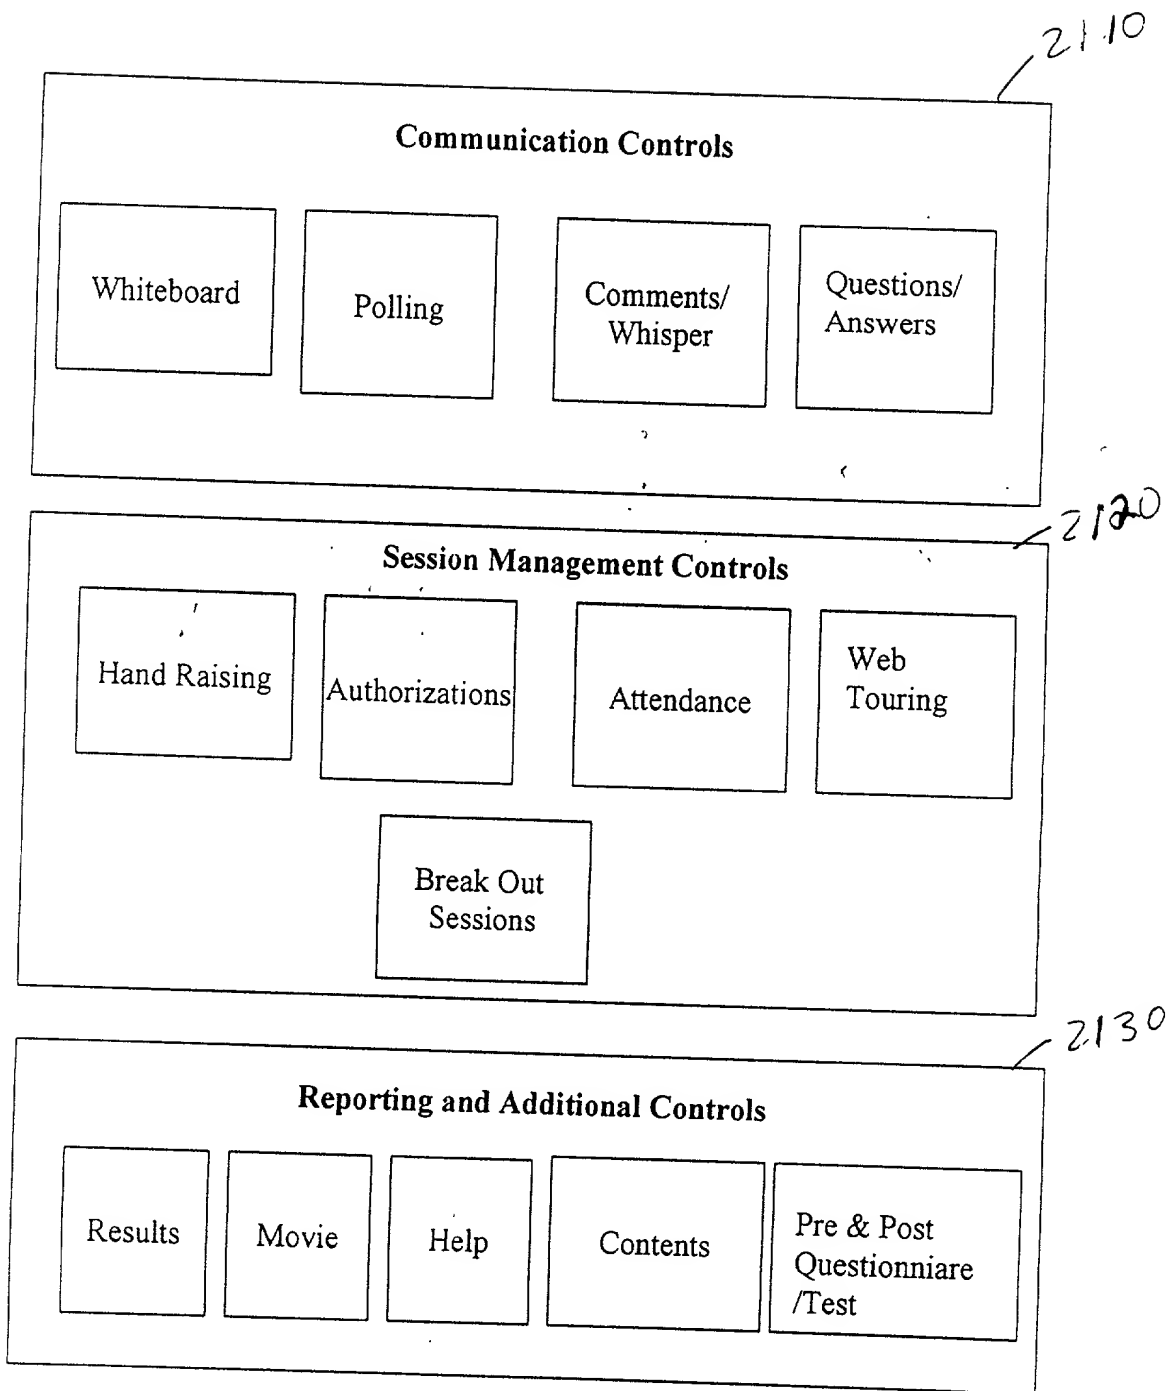 2110
Communication Controls
Whiteboard
Polling
Comments/
Whisper
Questions/
Answers
2120
Session Management Controls
Hand Raising
Authorizations
Attendance
Web
Touring
Break Out
Sessions
2130
Reporting and Additional Controls
Results
Movie
Help
Contents
Pre & Post
Questionniare
/Test